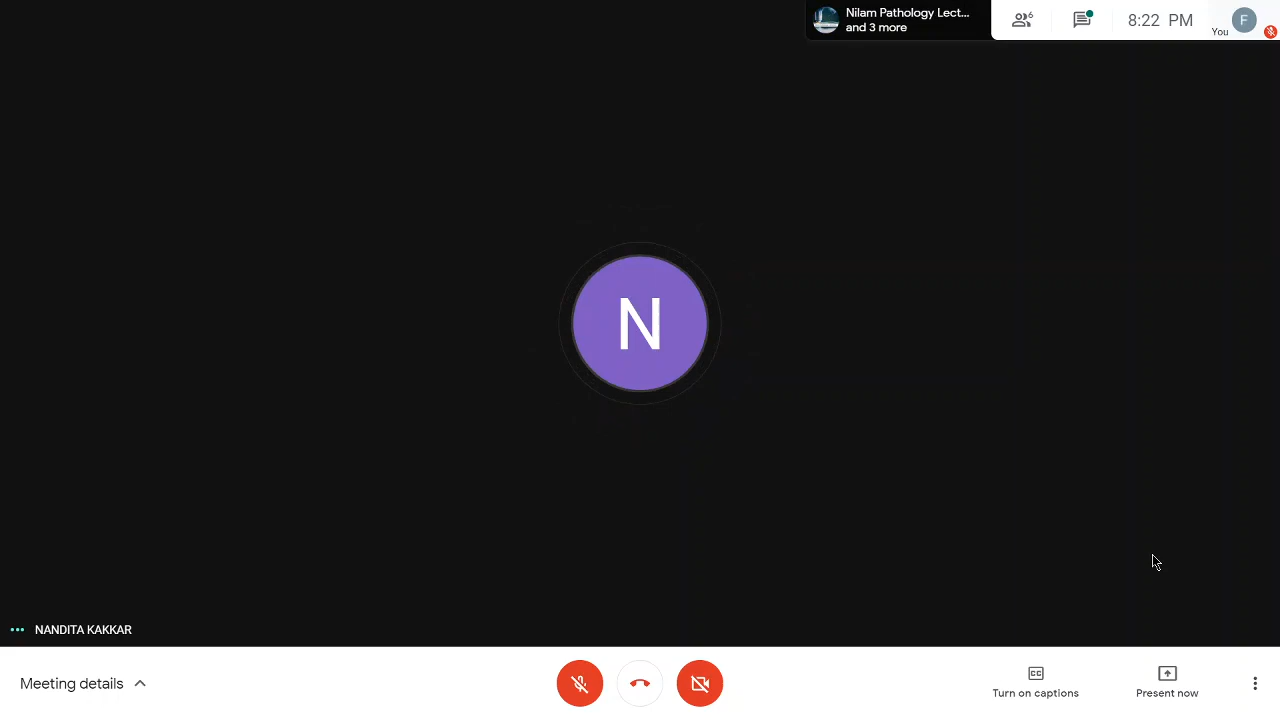 Nilam Pathology Lect...
and 3 more
6
8:22 PM
You
F
N
NANDITA KAKKAR
Meeting details
CC
Turn on captions
Present now